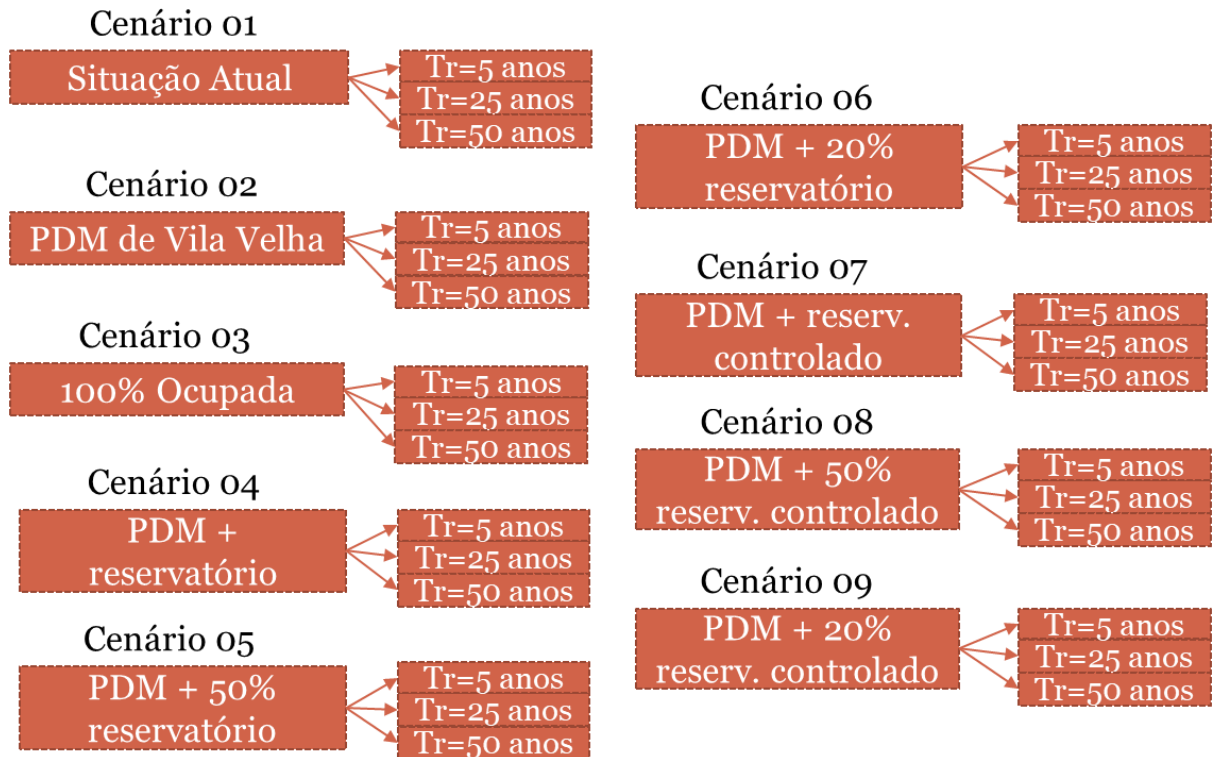 Cenário 01
Situação Atual
Tr=5 anos
Tr=25 anos
Tr=50 anos
Cenário 02
PDM de Vila Velha
Tr=5 anos
Tr=25 anos
Tr=50 anos
Cenário 03
100% Ocupada
Tr=5 anos
Tr=25 anos
Tr=50 anos
Cenário 04
PDM +
reservatório
Tr=5 anos
Tr=25 anos
Tr=50 anos
Cenário 05
PDM + 50%
reservatório
Tr=5 anos
Tr=25 anos
Tr=50 anos
Cenário 06
PDM + 20%
reservatório
Tr=5 anos
Tr=25 anos
Tr=50 anos
Cenário 07
PDM + reserv.
controlado
Tr=5 anos
Tr=25 anos
Tr=50 anos
Cenário 08
PDM + 50%
reserv. controlado
Tr=5 anos
Tr=25 anos
Tr=50 anos
Cenário 09
PDM + 20%
reserv. controlado
Tr=5 anos
Tr=25 anos
Tr=50 anos